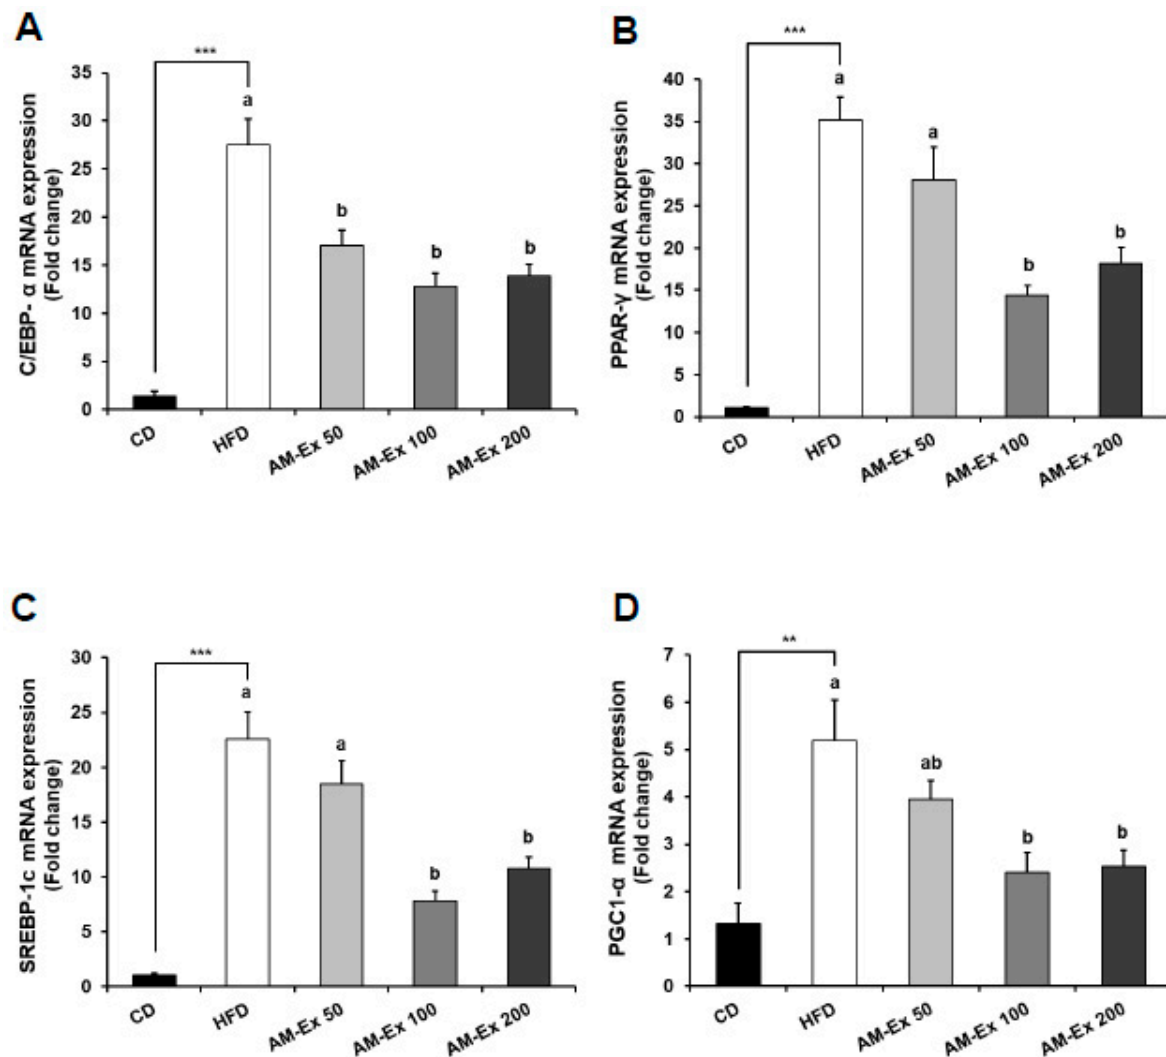 A
***
C/EBP- α mRNA expression
(Fold change)
35
30
25
20
15
10
5
0
a
b
b
b
CD
HFD
AM-Ex 50
AM-Ex 100
AM-Ex 200
B
***
PPAR-γ mRNA expression
(Fold change)
40
35
30
25
20
15
10
5
0
a
a
b
b
CD
HFD
AM-Ex 50
AM-Ex 100
AM-Ex 200
C
***
SREBP-1c mRNA expression
(Fold change)
30
25
20
15
10
5
0
a
a
b
b
CD
HFD
AM-Ex 50
AM-Ex 100
AM-Ex 200
D
**
PGC1-α mRNA expression
(Fold change)
7
6
5
4
3
2
1
0
a
ab
b
b
CD
HFD
AM-Ex 50
AM-Ex 100
AM-Ex 200